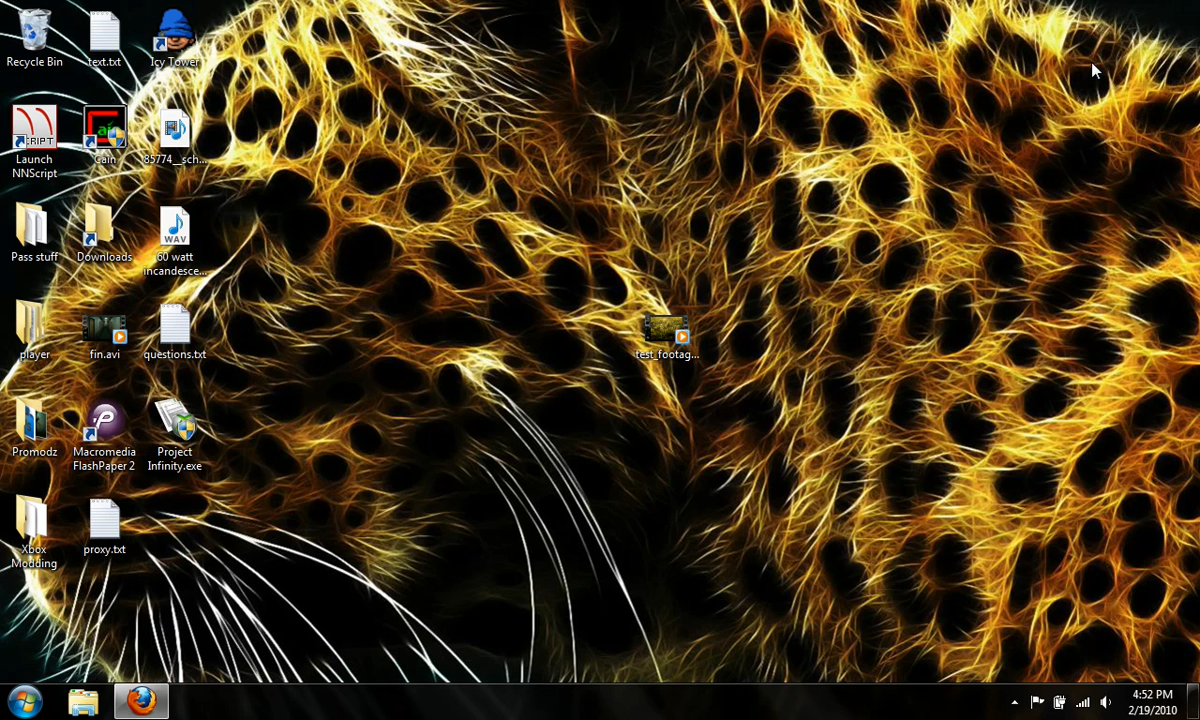 Recycle Bin
text.txt
Icy Tower
Launch
NNScript
Cain
85774__sch...
Pass stuff
Downloads
60 watt
incandesce...
WAV
player
fin.avi
questions.txt
test_footag...
Promodz
Macromedia
FlashPaper 2
Project
Infinity.exe
Xbox
Modding
proxy.txt
4:52 PM
2/19/2010